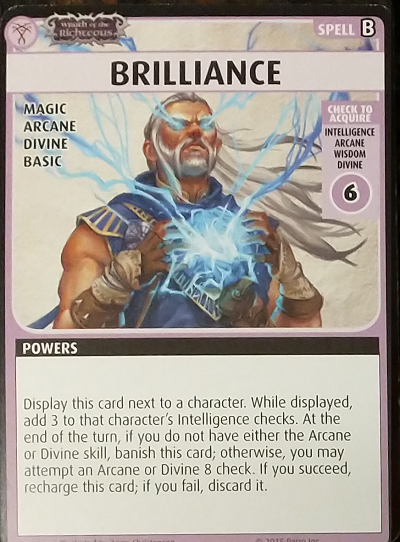 Wrath of the
Righteous
SPELL B
BRILLIANCE
MAGIC
ARCANE
DIVINE
BASIC
CHECK TO
ACQUIRE
INTELLIGENCE
ARCANE
WISDOM
DIVINE
6
POWERS
Display this card next to a character. While displayed,
add 3 to that character's Intelligence checks. At the
end of the turn, if you do not have either the Arcane
or Divine skill, banish this card; otherwise, you may
attempt an Arcane or Divine 8 check. If you succeed,
recharge this card; if you fail, discard it.